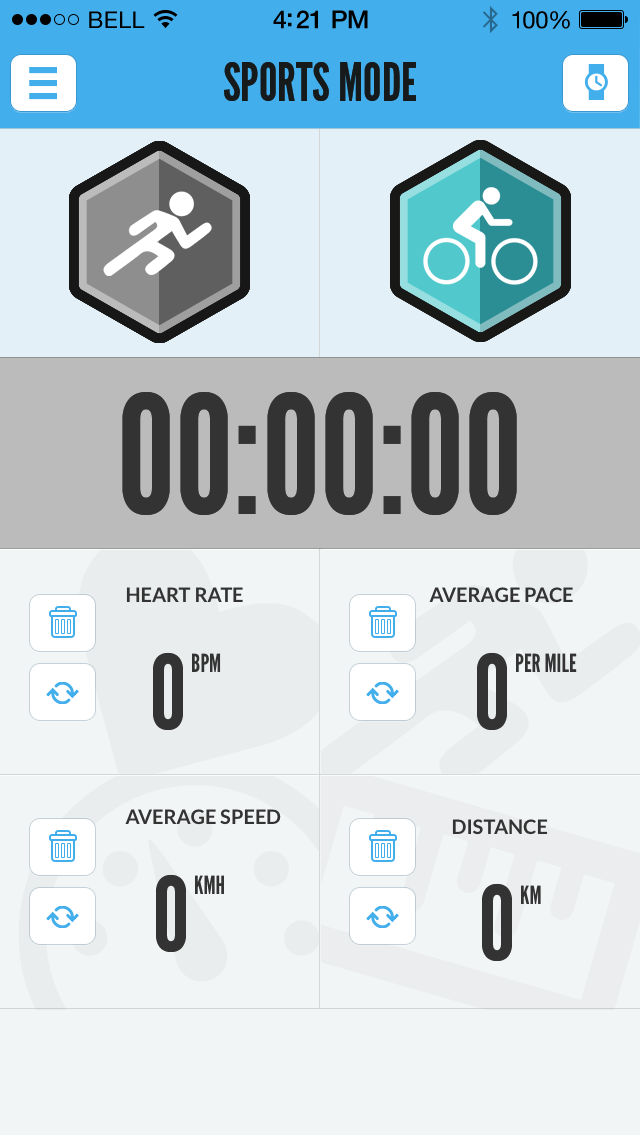 BELL 4:21 PM 100%
SPORTS MODE
00:00:00
HEART RATE
0 BPM
AVERAGE PACE
0 PER MILE
AVERAGE SPEED
0 KMH
DISTANCE
0 KM